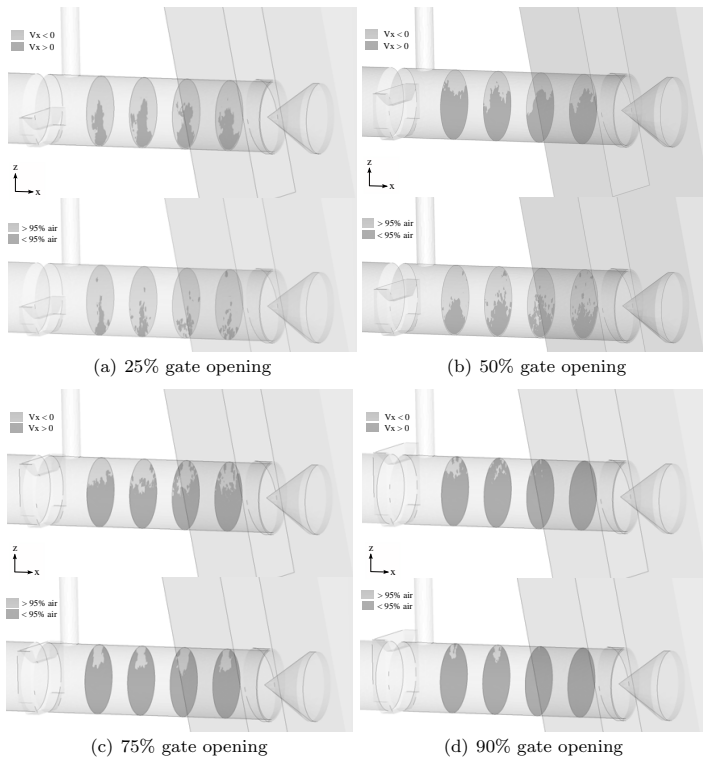 Vx < 0
Vx > 0
z
x
> 95% air
< 95% air
(a) 25% gate opening
Vx < 0
Vx > 0
z
x
> 95% air
< 95% air
(b) 50% gate opening
Vx < 0
Vx > 0
z
x
> 95% air
< 95% air
(c) 75% gate opening
Vx < 0
Vx > 0
z
x
> 95% air
< 95% air
(d) 90% gate opening